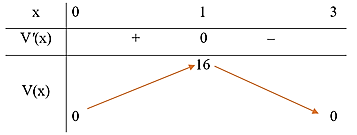 x 0 1 3
V'(x) + 0 −
16
V(x)
0 0